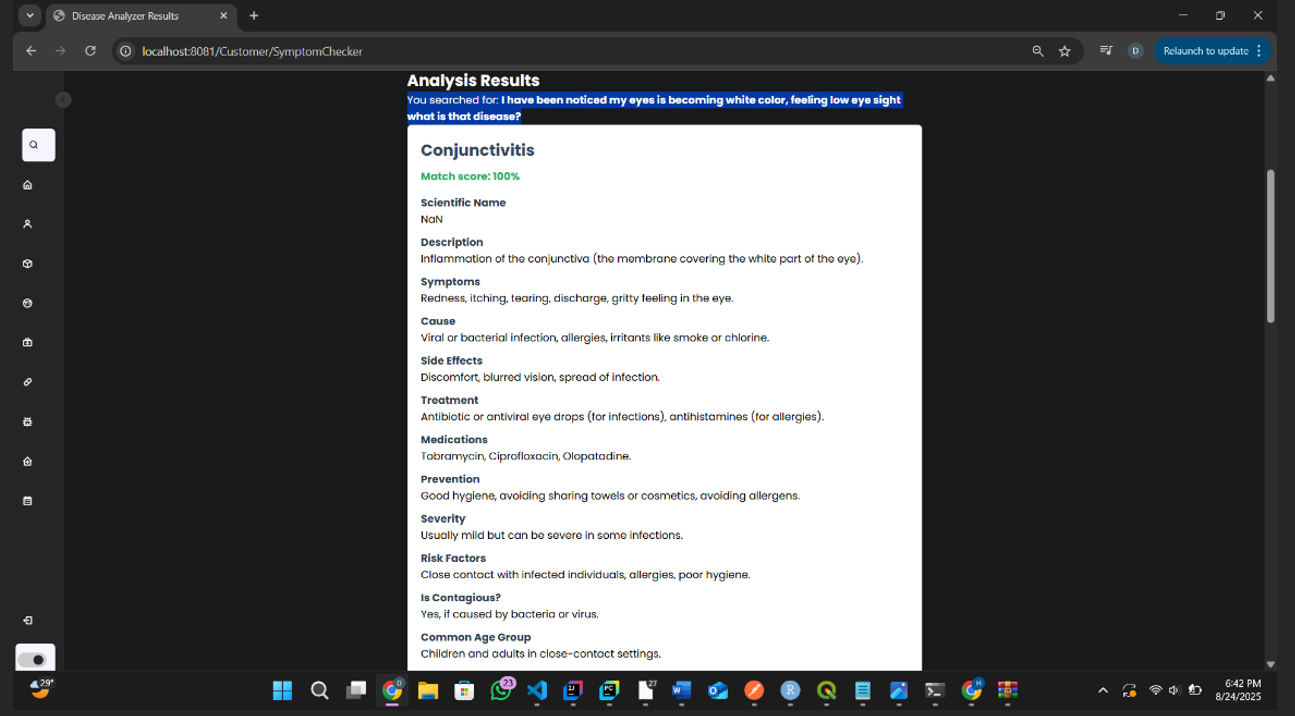 Disease Analyzer Results
localhost:8081/Customer/SymptomChecker
D
Relaunch to update
Analysis Results
You searched for: I have been noticed my eyes is becoming white color, feeling low eye sight
what is that disease?
Conjunctivitis
Match score: 100%
Scientific Name
NaN
Description
Inflammation of the conjunctiva (the membrane covering the white part of the eye).
Symptoms
Redness, itching, tearing, discharge, gritty feeling in the eye.
Cause
Viral or bacterial infection, allergies, irritants like smoke or chlorine.
Side Effects
Discomfort, blurred vision, spread of infection.
Treatment
Antibiotic or antiviral eye drops (for infections), antihistamines (for allergies).
Medications
Tobramycin, Ciprofloxacin, Olopatadine.
Prevention
Good hygiene, avoiding sharing towels or cosmetics, avoiding allergens.
Severity
Usually mild but can be severe in some infections.
Risk Factors
Close contact with infected individuals, allergies, poor hygiene.
Is Contagious?
Yes, if caused by bacteria or virus.
Common Age Group
Children and adults in close-contact settings.
29°
D
23
IJ
PC
27
W
R
H
6:42 PM
8/24/2025